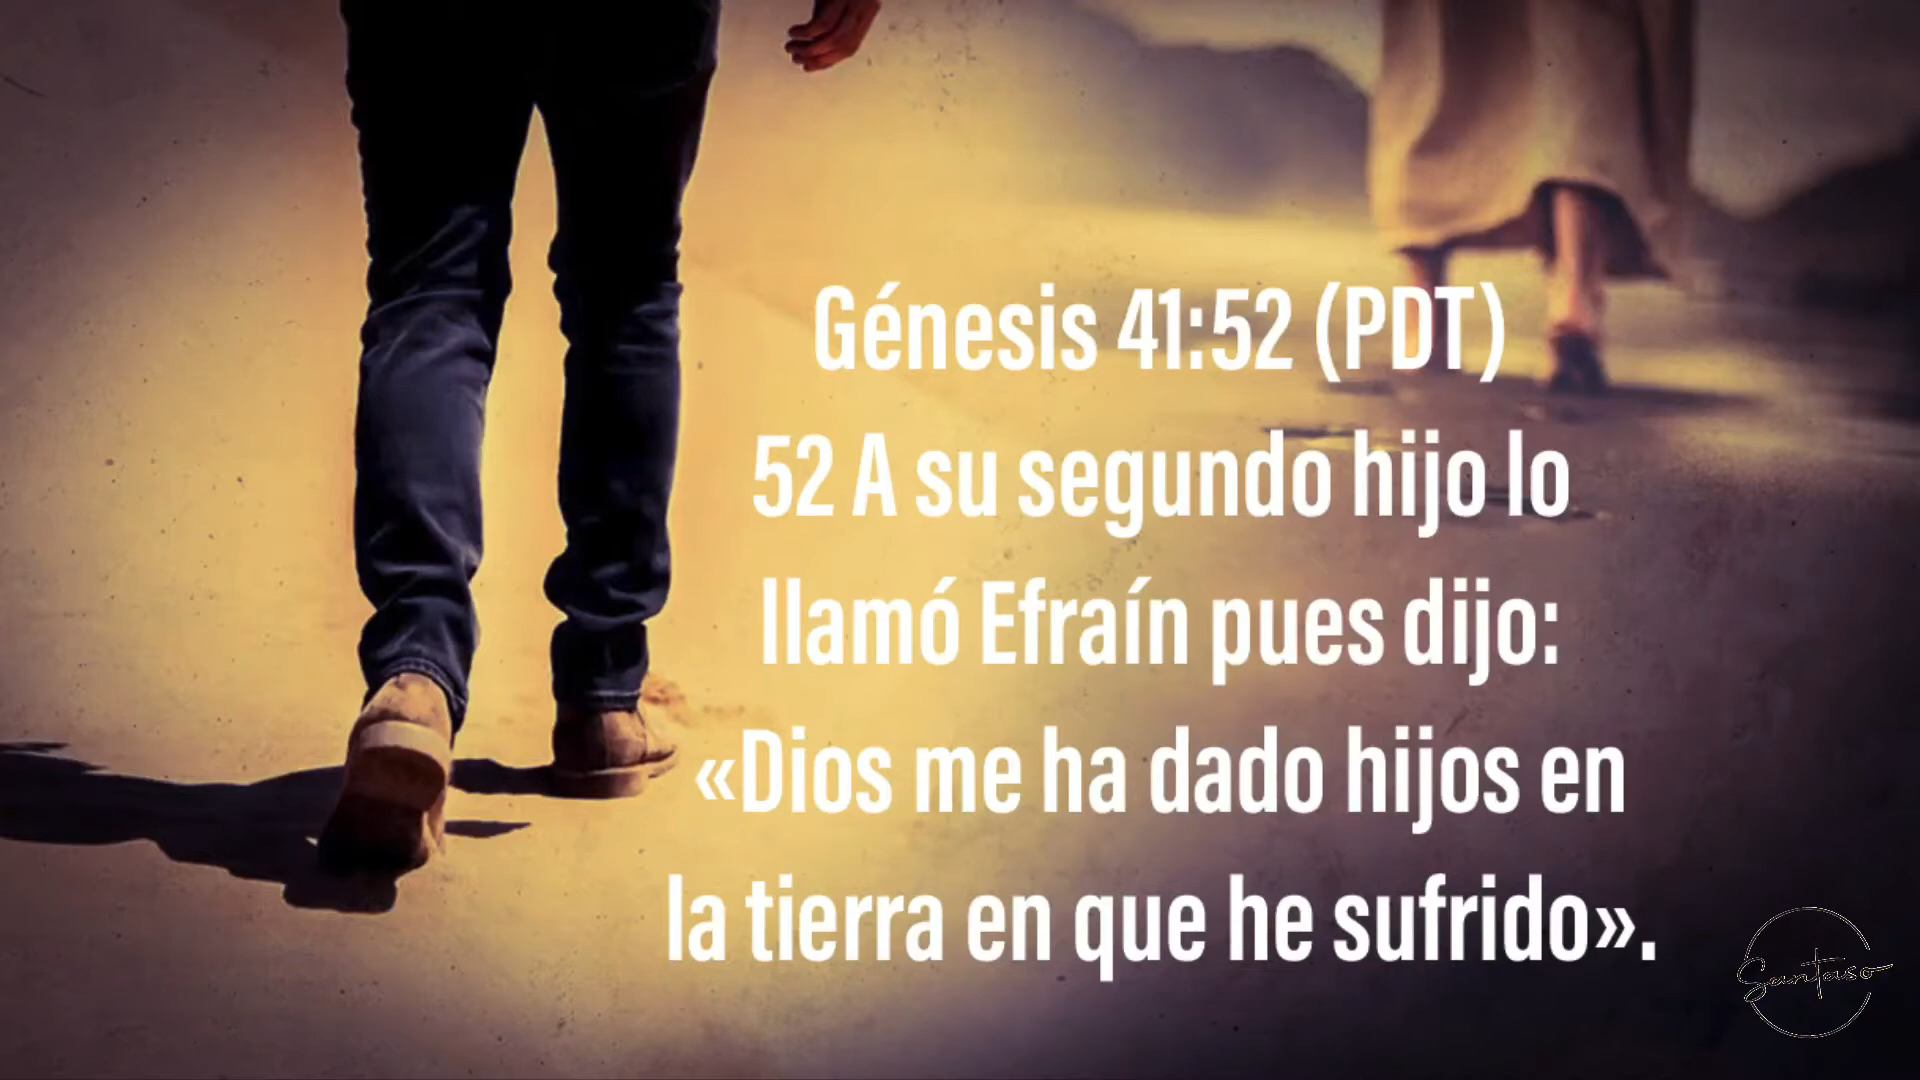 Génesis 41:52 (PDT)
52 A su segundo hijo lo
llamó Efraín pues dijo:
«Dios me ha dado hijos en
la tierra en que he sufrido».
Santaso